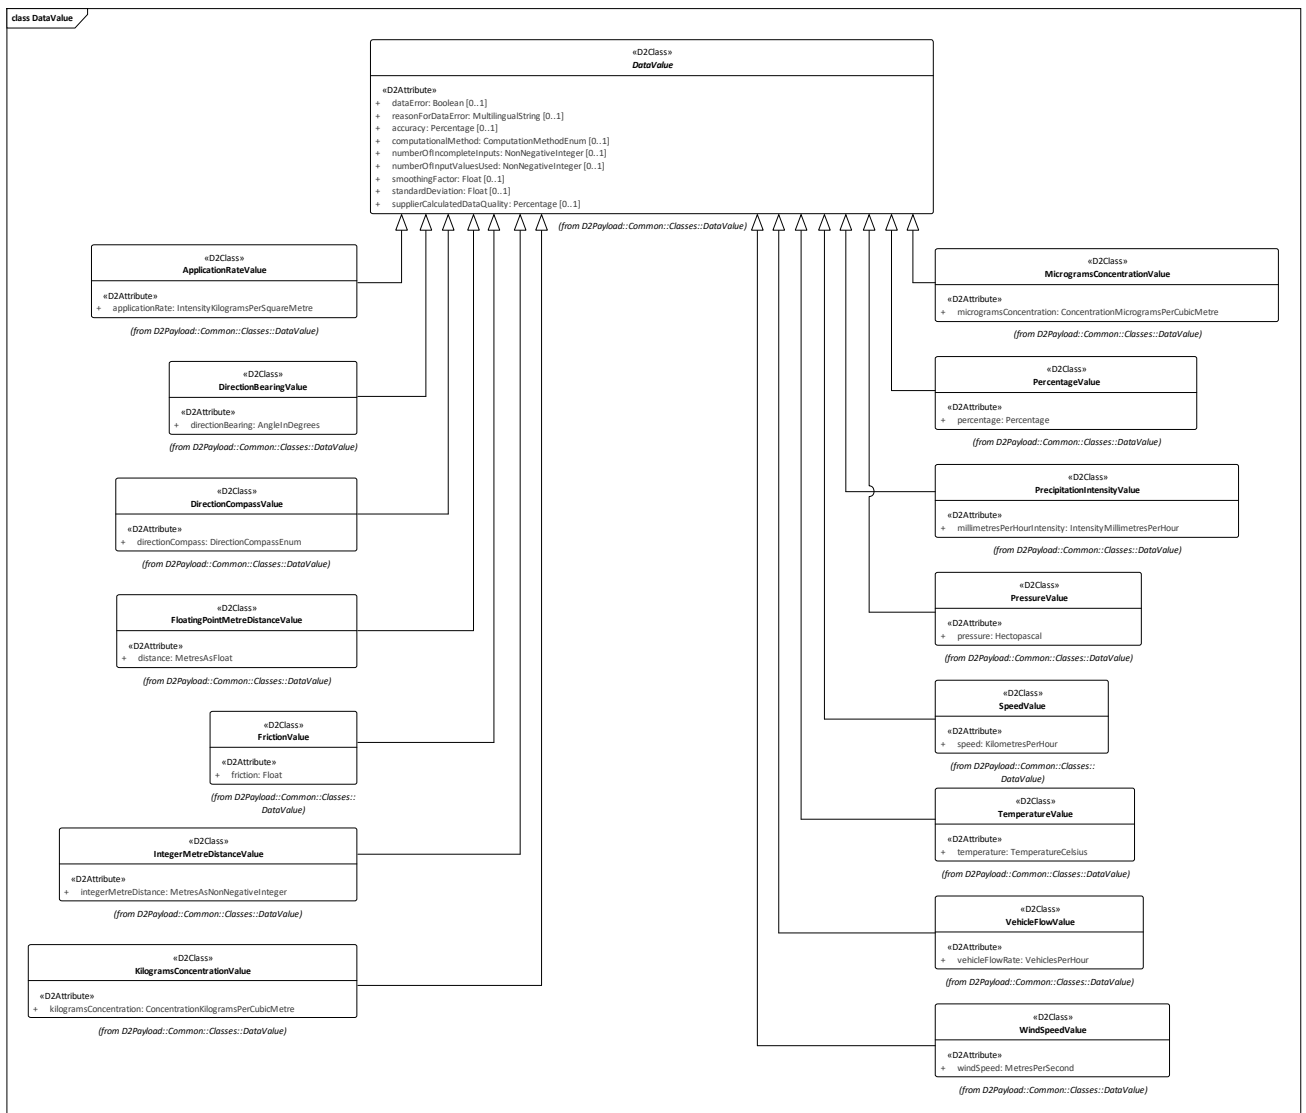 class DataValue
«D2Class»
DataValue
«D2Attribute»
+ dataError: Boolean [0..1]
+ reasonForDataError: MultilingualString [0..1]
+ accuracy: Percentage [0..1]
+ computationalMethod: ComputationMethodEnum [0..1]
+ numberOfIncompleteInputs: NonNegativeInteger [0..1]
+ numberOfInputValuesUsed: NonNegativeInteger [0..1]
+ smoothingFactor: Float [0..1]
+ standardDeviation: Float [0..1]
+ supplierCalculatedDataQuality: Percentage [0..1]
(from D2Payload::Common::Classes::DataValue)
«D2Class»
ApplicationRateValue
«D2Attribute»
+ applicationRate: IntensityKilogramsPerSquareMetre
(from D2Payload::Common::Classes::DataValue)
«D2Class»
DirectionBearingValue
«D2Attribute»
+ directionBearing: AngleInDegrees
(from D2Payload::Common::Classes::DataValue)
«D2Class»
DirectionCompassValue
«D2Attribute»
+ directionCompass: DirectionCompassEnum
(from D2Payload::Common::Classes::DataValue)
«D2Class»
FloatingPointMetreDistanceValue
«D2Attribute»
+ distance: MetresAsFloat
(from D2Payload::Common::Classes::DataValue)
«D2Class»
FrictionValue
«D2Attribute»
+ friction: Float
(from D2Payload::Common::Classes::
DataValue)
«D2Class»
IntegerMetreDistanceValue
«D2Attribute»
+ integerMetreDistance: MetresAsNonNegativeInteger
(from D2Payload::Common::Classes::DataValue)
«D2Class»
KilogramsConcentrationValue
«D2Attribute»
+ kilogramsConcentration: ConcentrationKilogramsPerCubicMetre
(from D2Payload::Common::Classes::DataValue)
«D2Class»
MicrogramsConcentrationValue
«D2Attribute»
+ microgramsConcentration: ConcentrationMicrogramsPerCubicMetre
(from D2Payload::Common::Classes::DataValue)
«D2Class»
PercentageValue
«D2Attribute»
+ percentage: Percentage
(from D2Payload::Common::Classes::DataValue)
«D2Class»
PrecipitationIntensityValue
«D2Attribute»
+ millimetresPerHourIntensity: IntensityMillimetresPerHour
(from D2Payload::Common::Classes::DataValue)
«D2Class»
PressureValue
«D2Attribute»
+ pressure: Hectopascal
(from D2Payload::Common::Classes::DataValue)
«D2Class»
SpeedValue
«D2Attribute»
+ speed: KilometresPerHour
(from D2Payload::Common::Classes::
DataValue)
«D2Class»
TemperatureValue
«D2Attribute»
+ temperature: TemperatureCelsius
(from D2Payload::Common::Classes::DataValue)
«D2Class»
VehicleFlowValue
«D2Attribute»
+ vehicleFlowRate: VehiclesPerHour
(from D2Payload::Common::Classes::DataValue)
«D2Class»
WindSpeedValue
«D2Attribute»
+ windSpeed: MetresPerSecond
(from D2Payload::Common::Classes::DataValue)